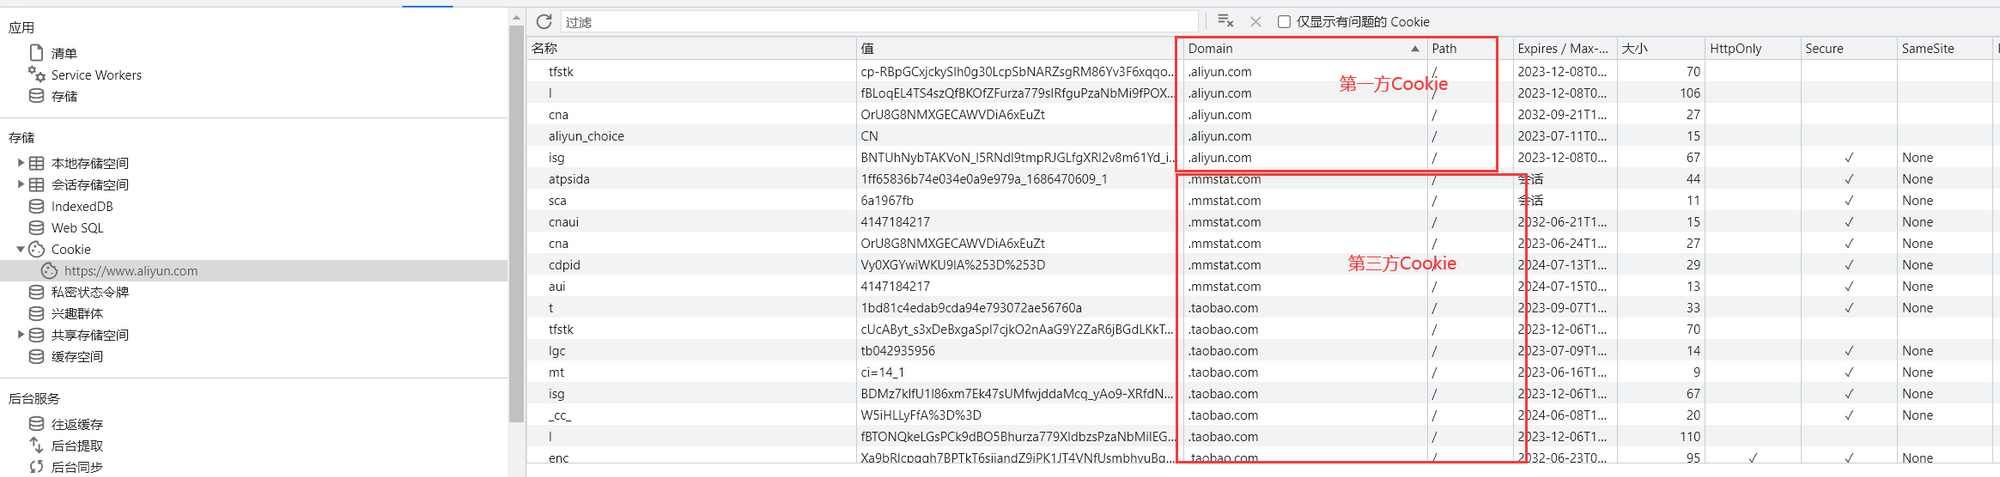 应用
清单
Service Workers
存储
存储
本地存储空间
会话存储空间
IndexedDB
Web SQL
Cookie
https://www.aliyun.com
私密状态令牌
兴趣群体
共享存储空间
缓存空间
后台服务
往返缓存
后台提取
后台同步
过滤
仅显示有问题的 Cookie
名称 值 Domain Path Expires / Max-... 大小 HttpOnly Secure SameSite
tfstk cp-RBpGCxjckySlh0g30LcpSbNARZsgRM86Yv3F6xqqo... .aliyun.com / 2023-12-08T0... 70
第一方Cookie
l fBLoqEL4TS4szQfBKOfZFurza779slRfguPzaNbMi9fPOX... .aliyun.com / 2023-12-08T0... 106
cna OrU8G8NMXGECAWVDiA6xEuZt .aliyun.com / 2032-09-21T1... 27
aliyun_choice CN .aliyun.com / 2023-07-11T0... 15
isg BNTUhNybTAKVoN_l5RNdI9tmpRJGLfgXRl2v8m61Yd_i... .aliyun.com / 2023-12-08T0... 67 ✓ None
atpsida 1ff65836b74e034e0a9e979a_1686470609_1 .mmstat.com / 会话 44 ✓ None
sca 6a1967fb .mmstat.com / 会话 11 ✓ None
cnaui 4147184217 .mmstat.com / 2032-06-21T1... 15 ✓ None
cna OrU8G8NMXGECAWVDiA6xEuZt .mmstat.com / 2023-06-24T1... 27 ✓ None
cdpid Vy0XGYwiWKU9IA%253D%253D .mmstat.com / 2024-07-13T1... 29 ✓ None
第三方Cookie
aui 4147184217 .mmstat.com / 2024-07-15T0... 13 ✓ None
t 1bd81c4edab9cda94e793072ae56760a .taobao.com / 2023-09-07T1... 33 ✓ None
tfstk cUcAByt_s3xDeBxgaSpl7cjkO2nAaG9Y2ZaR6jBGdLKkT... .taobao.com / 2023-12-06T1... 70
lgc tb042935956 .taobao.com / 2023-07-09T1... 14 ✓ None
mt ci=14_1 .taobao.com / 2023-06-16T1... 9 ✓ None
isg BDMz7kIfU1I86xm7Ek47sUMfwjddaMcq_yAo9-XRfdN... .taobao.com / 2023-12-06T1... 67 ✓ None
_cc_ W5iHLLyFfA%3D%3D .taobao.com / 2024-06-08T1... 20 ✓ None
l fBTONQkeLGsPCk9dBO5Bhurza779XIdbzsPzaNbMiIEG... .taobao.com / 2023-12-06T1... 110
enc Xa9bRlcpqqh7BPTkT6sijandZ9iPK1JT4VNfUsmbhvuBg... .taobao.com / 2032-06-23T0... 95 ✓ ✓ None